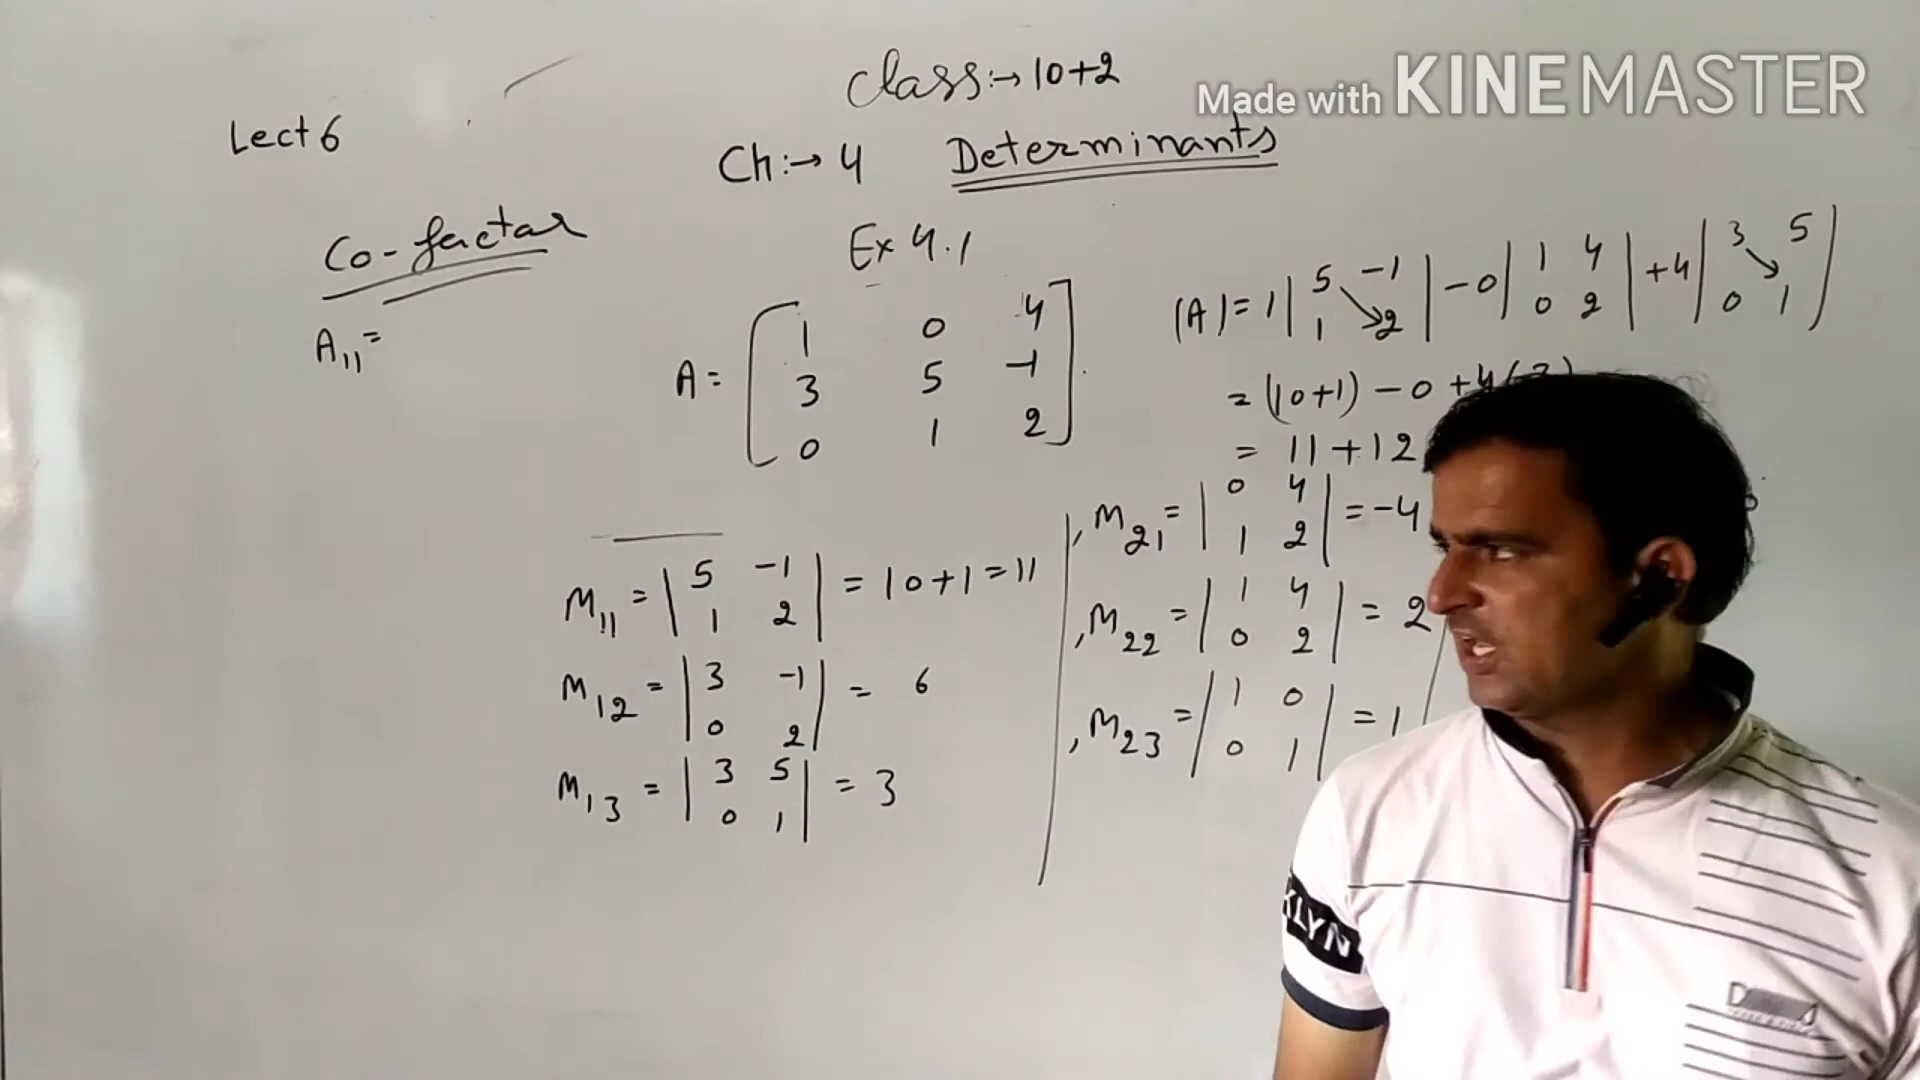 Made with KINEMASTER
Class:→ 10+2
Lect 6
Ch:→ 4 Determinants
Co-factor
Ex 4.1
A₁₁=
A = [ 1 0 4
3 5 -1
0 1 2 ].
|A| = 1 | 5 -1 | -0 | 1 4 | +4 | 3 5 |
1 2 0 2 0 1
= (10+1) - 0 + 4(3)
= 11 + 12
M₁₁ = | 5 -1 | = 10+1 = 11
1 2
M₁₂ = | 3 -1 | = 6
0 2
M₁₃ = | 3 5 | = 3
0 1
, M₂₁ = | 0 4 | = -4
1 2
, M₂₂ = | 1 4 | = 2
0 2
, M₂₃ = | 1 0 | = 1
0 1
KLYN